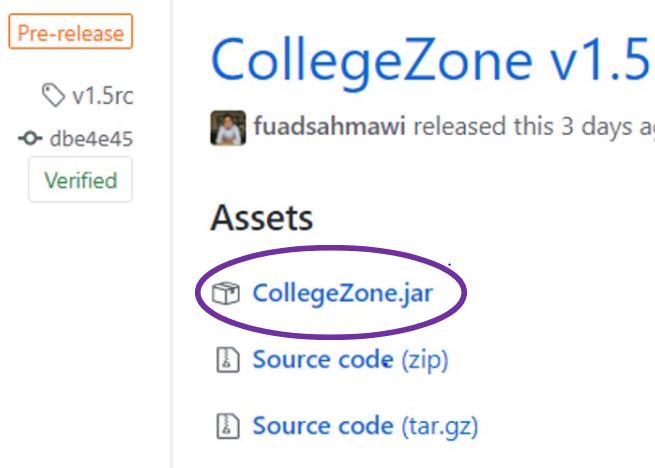 Pre-release
v1.5rc
dbe4e45
Verified
CollegeZone v1.5
fuadsahmawi released this 3 days
Assets
CollegeZone.jar
Source code (zip)
Source code (tar.gz)